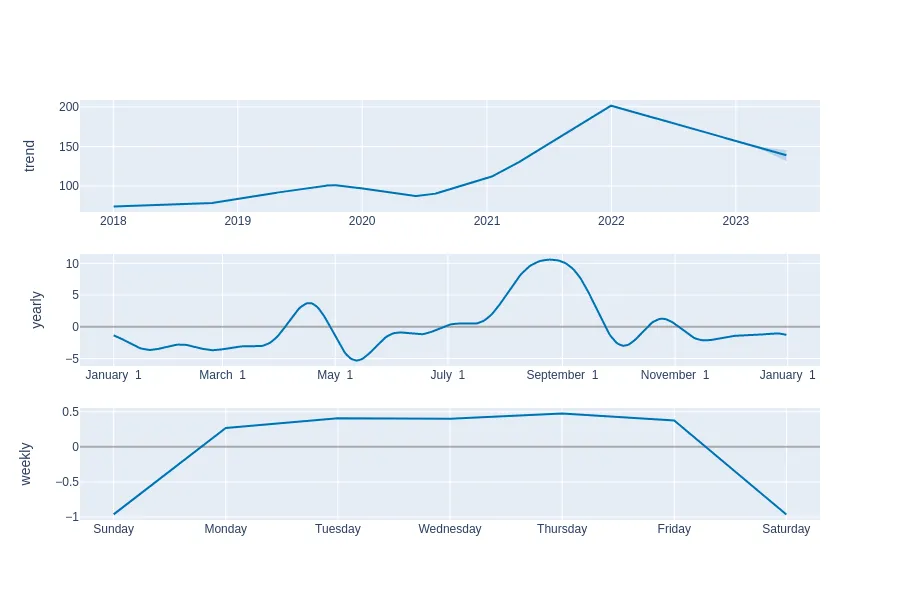 trend
200
150
100
2018 2019 2020 2021 2022 2023
yearly
10
5
0
−5
January 1 March 1 May 1 July 1 September 1 November 1 January 1
weekly
0.5
0
−0.5
−1
Sunday Monday Tuesday Wednesday Thursday Friday Saturday